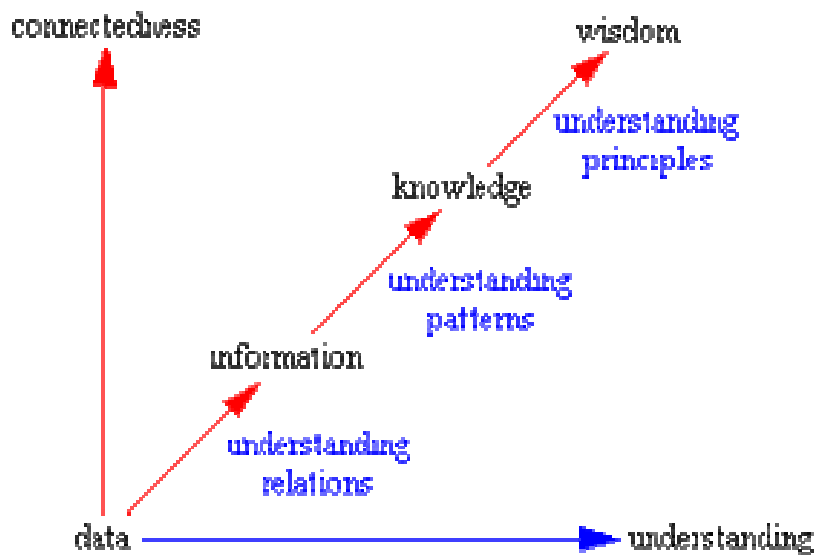 connectedness
wisdom
understanding
principles
knowledge
understanding
patterns
information
understanding
relations
data
understanding